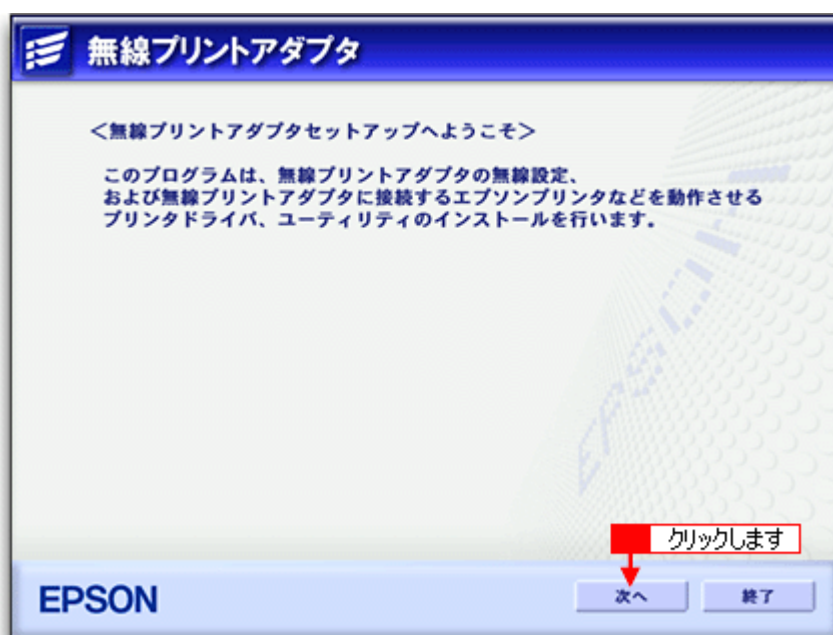 無線プリントアダプタ
＜無線プリントアダプタセットアップへようこそ＞
このプログラムは、無線プリントアダプタの無線設定、
および無線プリントアダプタに接続するエプソンプリンタなどを動作させる
プリンタドライバ、ユーティリティのインストールを行います。
EPSON
クリックします
EPSON
次へ
終了